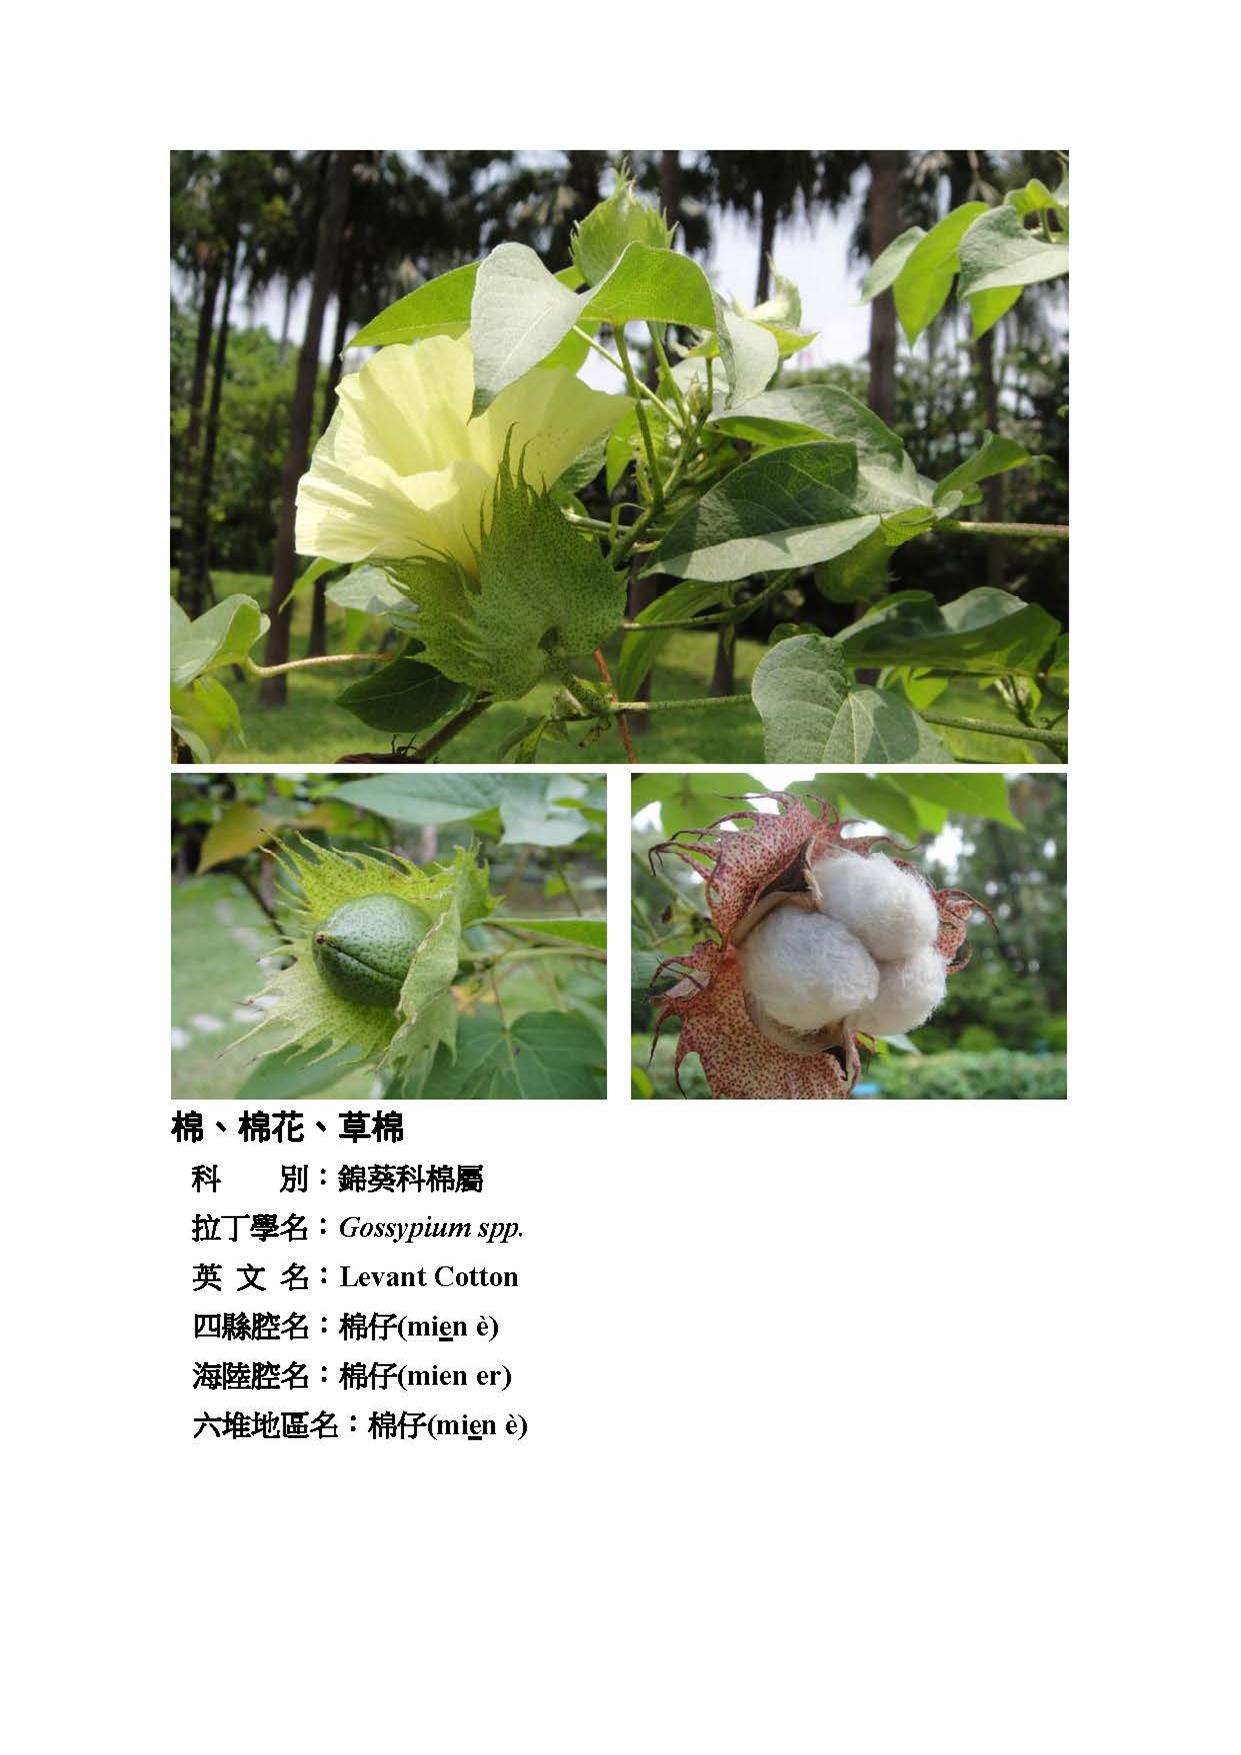 棉、棉花、草棉
科　　別：錦葵科棉屬
拉丁學名：Gossypium spp.
英 文 名：Levant Cotton
四縣腔名：棉仔(mien è)
海陸腔名：棉仔(mien er)
六堆地區名：棉仔(mien è)